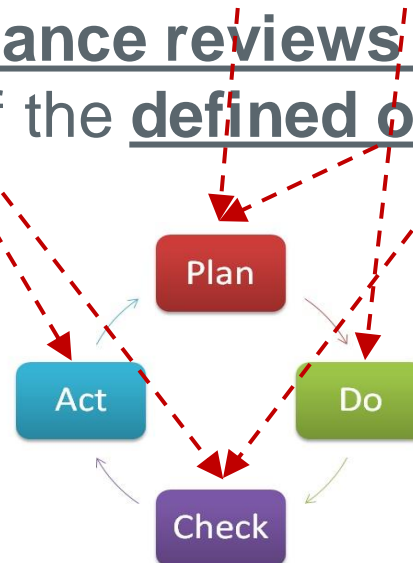 ance reviews
f the defined o
Plan
Act
Do
Check